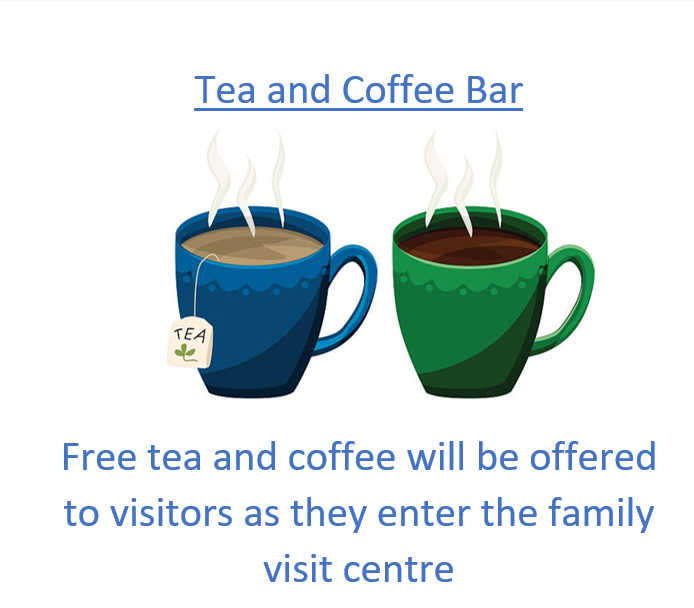 Tea and Coffee Bar
TEA
Free tea and coffee will be offered
to visitors as they enter the family
visit centre